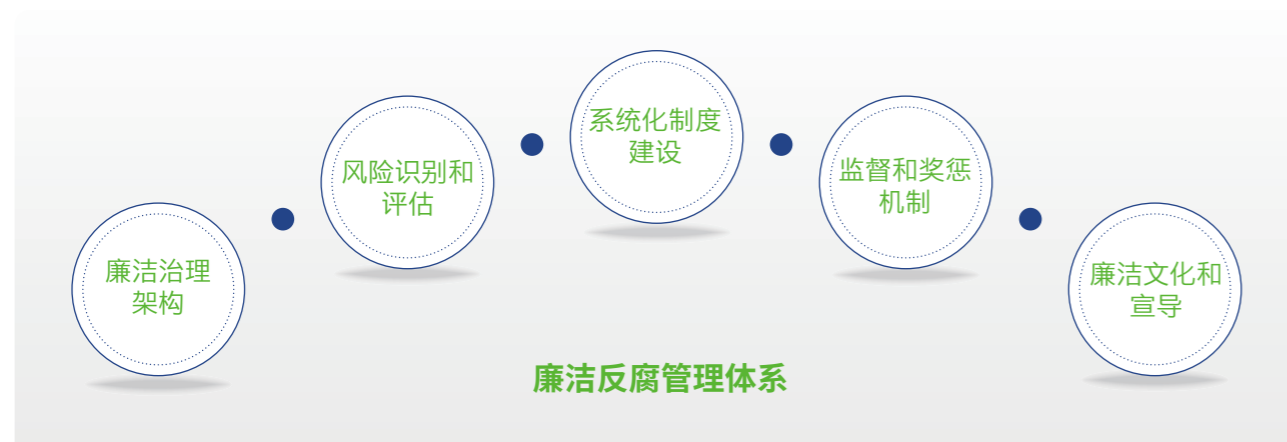 廉洁治理
架构
风险识别和
评估
系统化制度
建设
监督和奖惩
机制
廉洁文化和
宣导
廉洁反腐管理体系